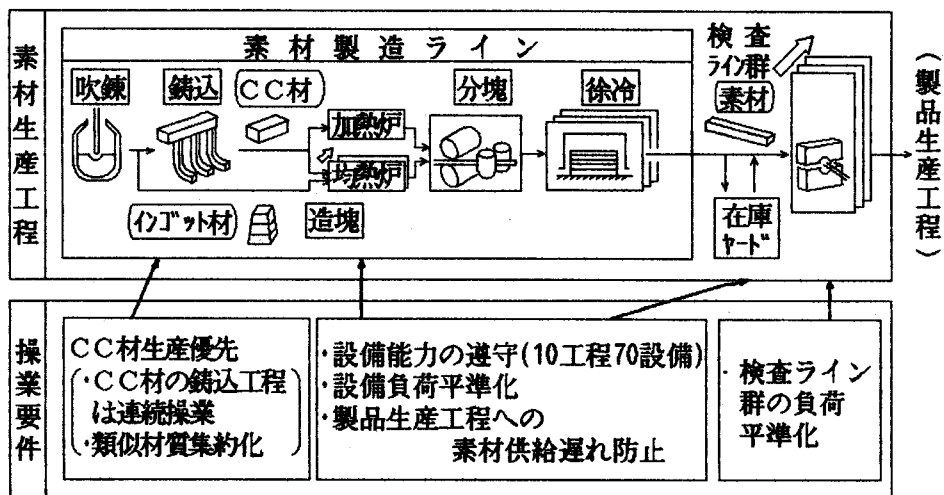 素材生産工程
素材製造ライン
吹錬
鋳込
CC材
加熱炉
均熱炉
分塊
徐冷
インゴット材
造塊
検査
ライン群
素材
在庫
ヤード
(製品生産工程)
操業要件
CC材生産優先
(・CC材の鋳込工程
は連続操業
・類似材質集約化)
・設備能力の遵守(10工程70設備)
・設備負荷平準化
・製品生産工程への
素材供給遅れ防止
・検査ライン
群の負荷
平準化